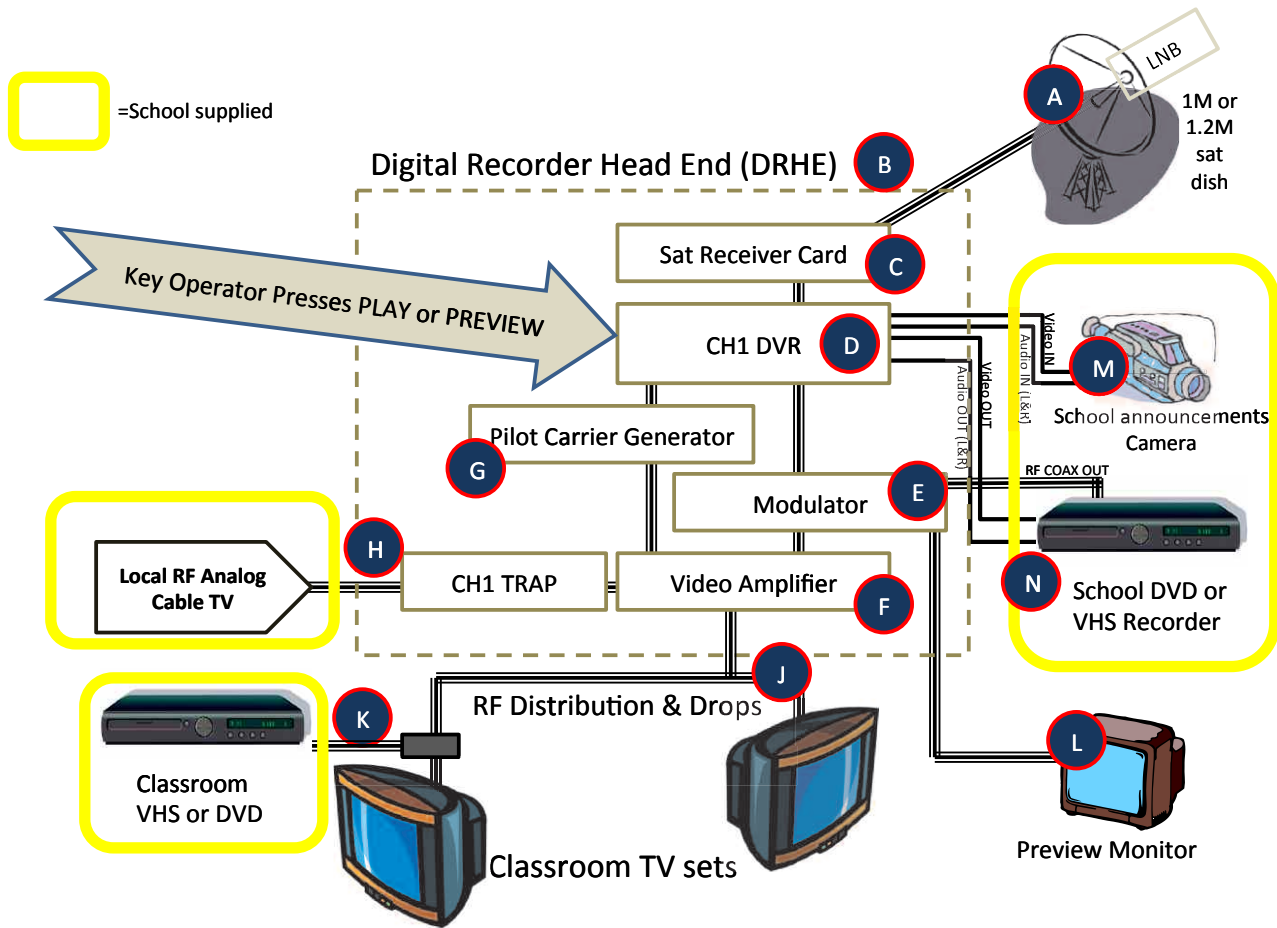 =School supplied
LNB
A
1M or
1.2M
sat
dish
Digital Recorder Head End (DRHE)
B
Sat Receiver Card
C
Key Operator Presses PLAY or PREVIEW
CH1 DVR
D
Video IN
Audio IN (L&R)
Video OUT
Audio OUT (L&R)
M
School announcements
Camera
Pilot Carrier Generator
G
RF COAX OUT
Modulator
E
H
Local RF Analog
Cable TV
CH1 TRAP
Video Amplifier
F
N
School DVD or
VHS Recorder
J
RF Distribution & Drops
K
L
Classroom
VHS or DVD
Classroom TV sets
Preview Monitor